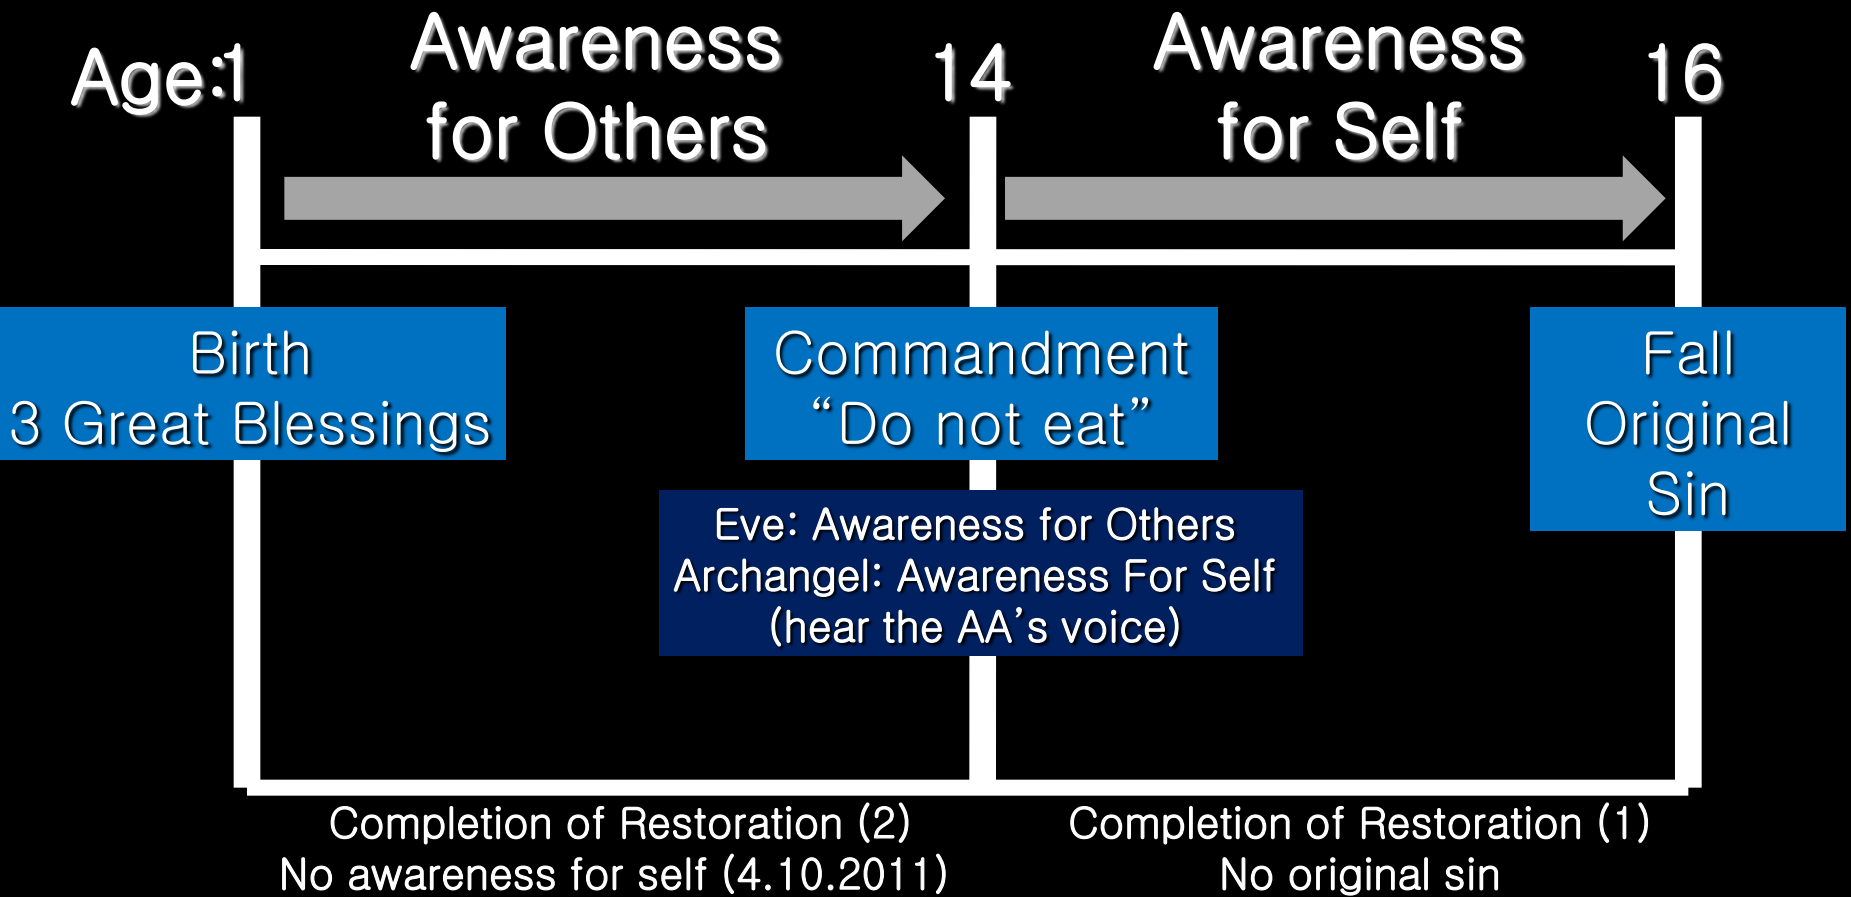 Age:1
Awareness
for Others
14
Awareness
for Self
16
Birth
3 Great Blessings
Commandment
“Do not eat”
Fall
Original
Sin
Eve: Awareness for Others
Archangel: Awareness For Self
(hear the AA’s voice)
Completion of Restoration (2)
No awareness for self (4.10.2011)
Completion of Restoration (1)
No original sin